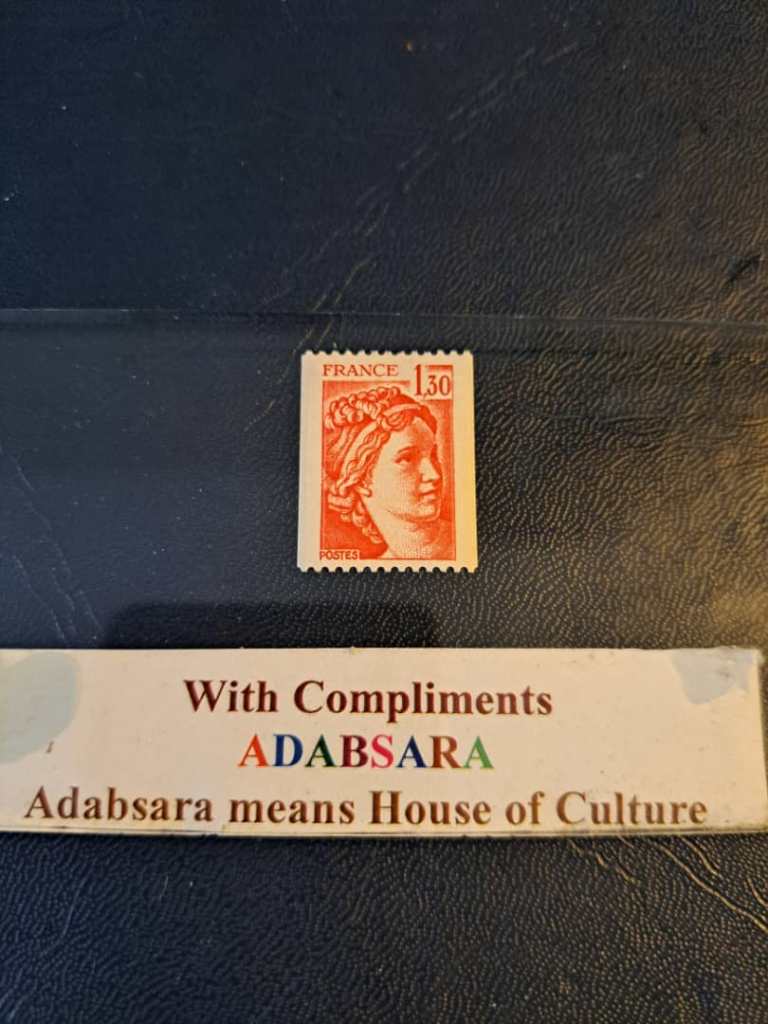 FRANCE 1,30
POSTES
With Compliments
ADABSARA
Adabsara means House of Culture